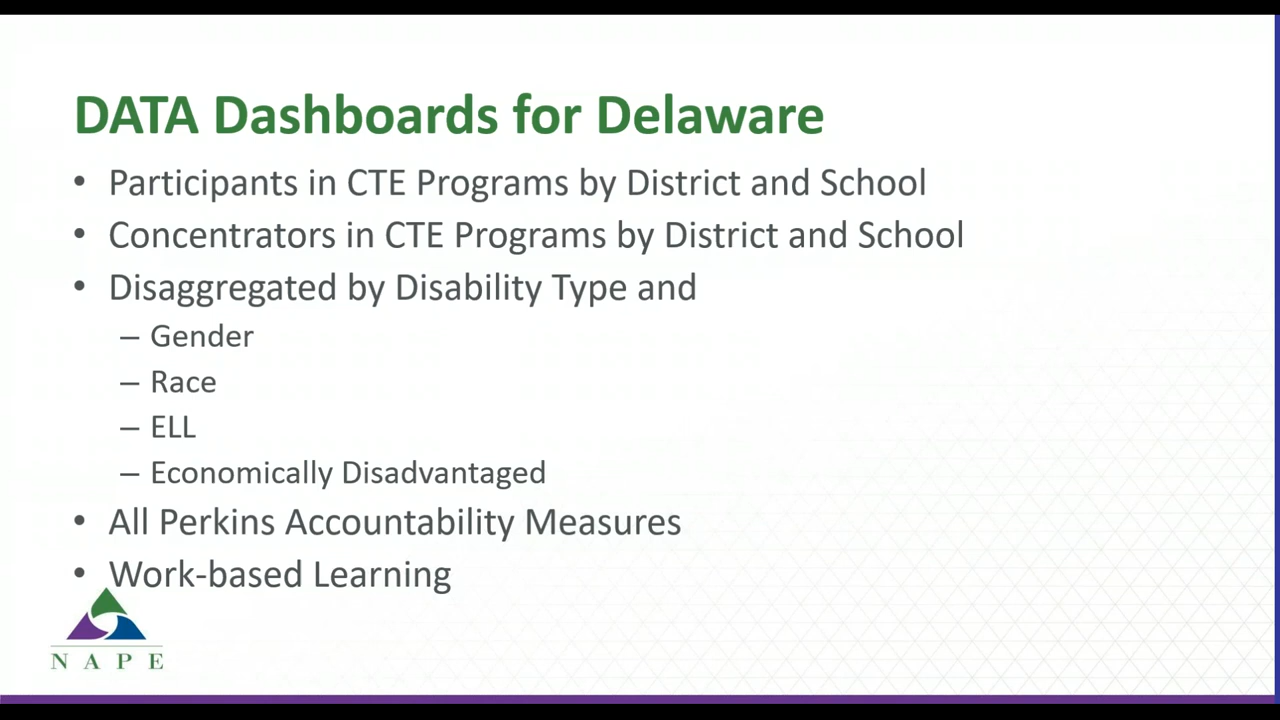 DATA Dashboards for Delaware
• Participants in CTE Programs by District and School
• Concentrators in CTE Programs by District and School
• Disaggregated by Disability Type and
– Gender
– Race
– ELL
– Economically Disadvantaged
• All Perkins Accountability Measures
• Work-based Learning
NAPE